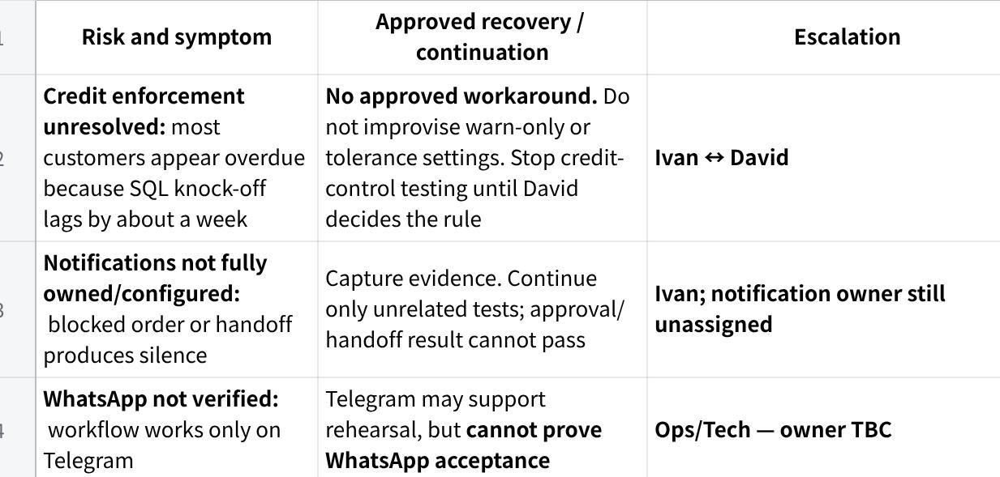 1
Risk and symptom
Approved recovery /
continuation
Escalation
2
Credit enforcement
unresolved: most
customers appear overdue
because SQL knock-off
lags by about a week
No approved workaround. Do
not improvise warn-only or
tolerance settings. Stop credit-
control testing until David
decides the rule
Ivan ↔ David
3
Notifications not fully
owned/configured:
blocked order or handoff
produces silence
Capture evidence. Continue
only unrelated tests; approval/
handoff result cannot pass
Ivan; notification owner still
unassigned
4
WhatsApp not verified:
workflow works only on
Telegram
Telegram may support
rehearsal, but cannot prove
WhatsApp acceptance
Ops/Tech — owner TBC